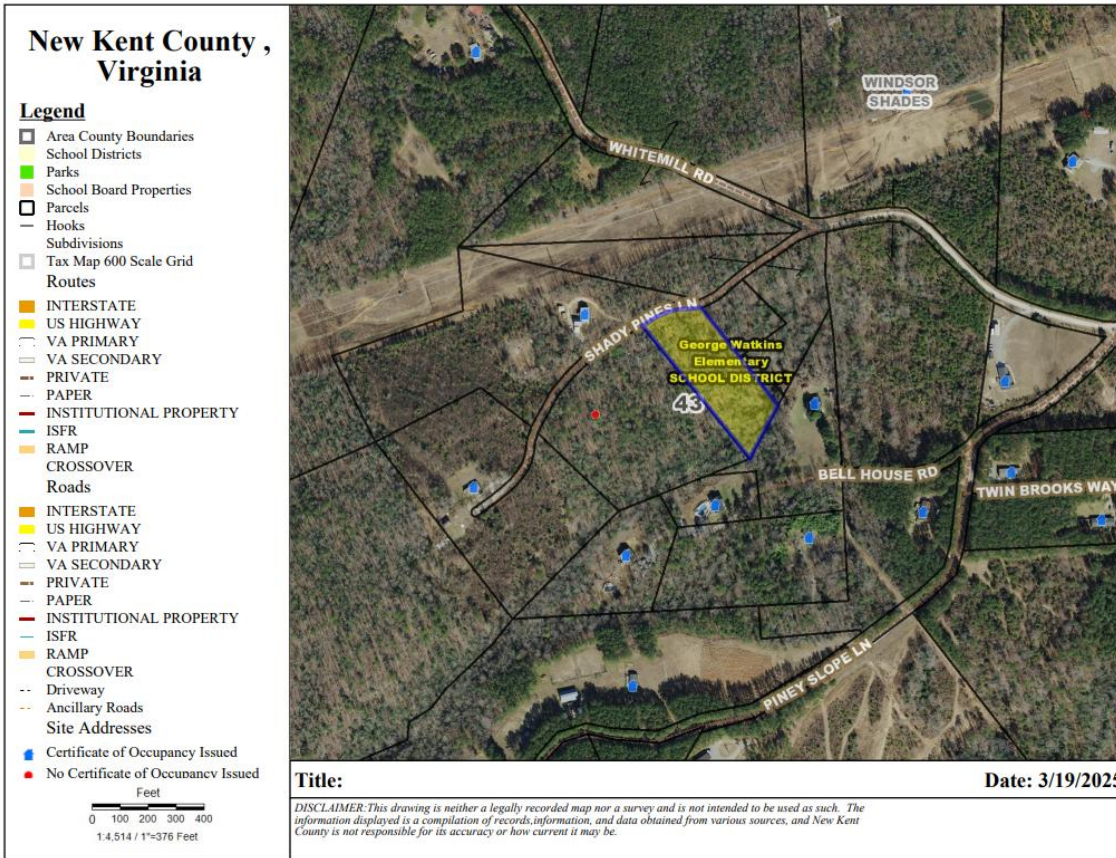 New Kent County ,
Virginia
Legend
Area County Boundaries
School Districts
Parks
School Board Properties
Parcels
Hooks
Subdivisions
Tax Map 600 Scale Grid
Routes
INTERSTATE
US HIGHWAY
VA PRIMARY
VA SECONDARY
PRIVATE
PAPER
INSTITUTIONAL PROPERTY
ISFR
RAMP
CROSSOVER
Roads
INTERSTATE
US HIGHWAY
VA PRIMARY
VA SECONDARY
PRIVATE
PAPER
INSTITUTIONAL PROPERTY
ISFR
RAMP
CROSSOVER
Driveway
Ancillary Roads
Site Addresses
Certificate of Occupancy Issued
No Certificate of Occupancy Issued
Feet
0 100 200 300 400
1:4,514 / 1"=376 Feet
WINDSOR
SHADES
WHITEMILL RD
SHADY PINES LN
George Watkins
Elementary
SCHOOL DISTRICT
43
BELL HOUSE RD
TWIN BROOKS WAY
PINEY SLOPE LN
Title:
Date: 3/19/2025
DISCLAIMER:This drawing is neither a legally recorded map nor a survey and is not intended to be used as such. The
information displayed is a compilation of records,information, and data obtained from various sources, and New Kent
County is not responsible for its accuracy or how current it may be.